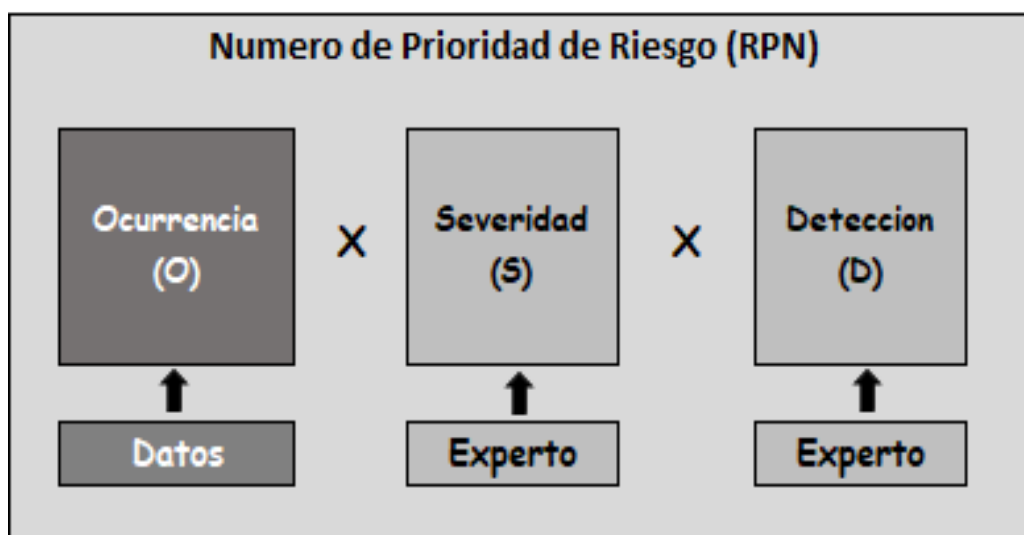 Numero de Prioridad de Riesgo (RPN)
Ocurrencia
(O)
X
Severidad
(S)
X
Deteccion
(D)
Datos
Experto
Experto